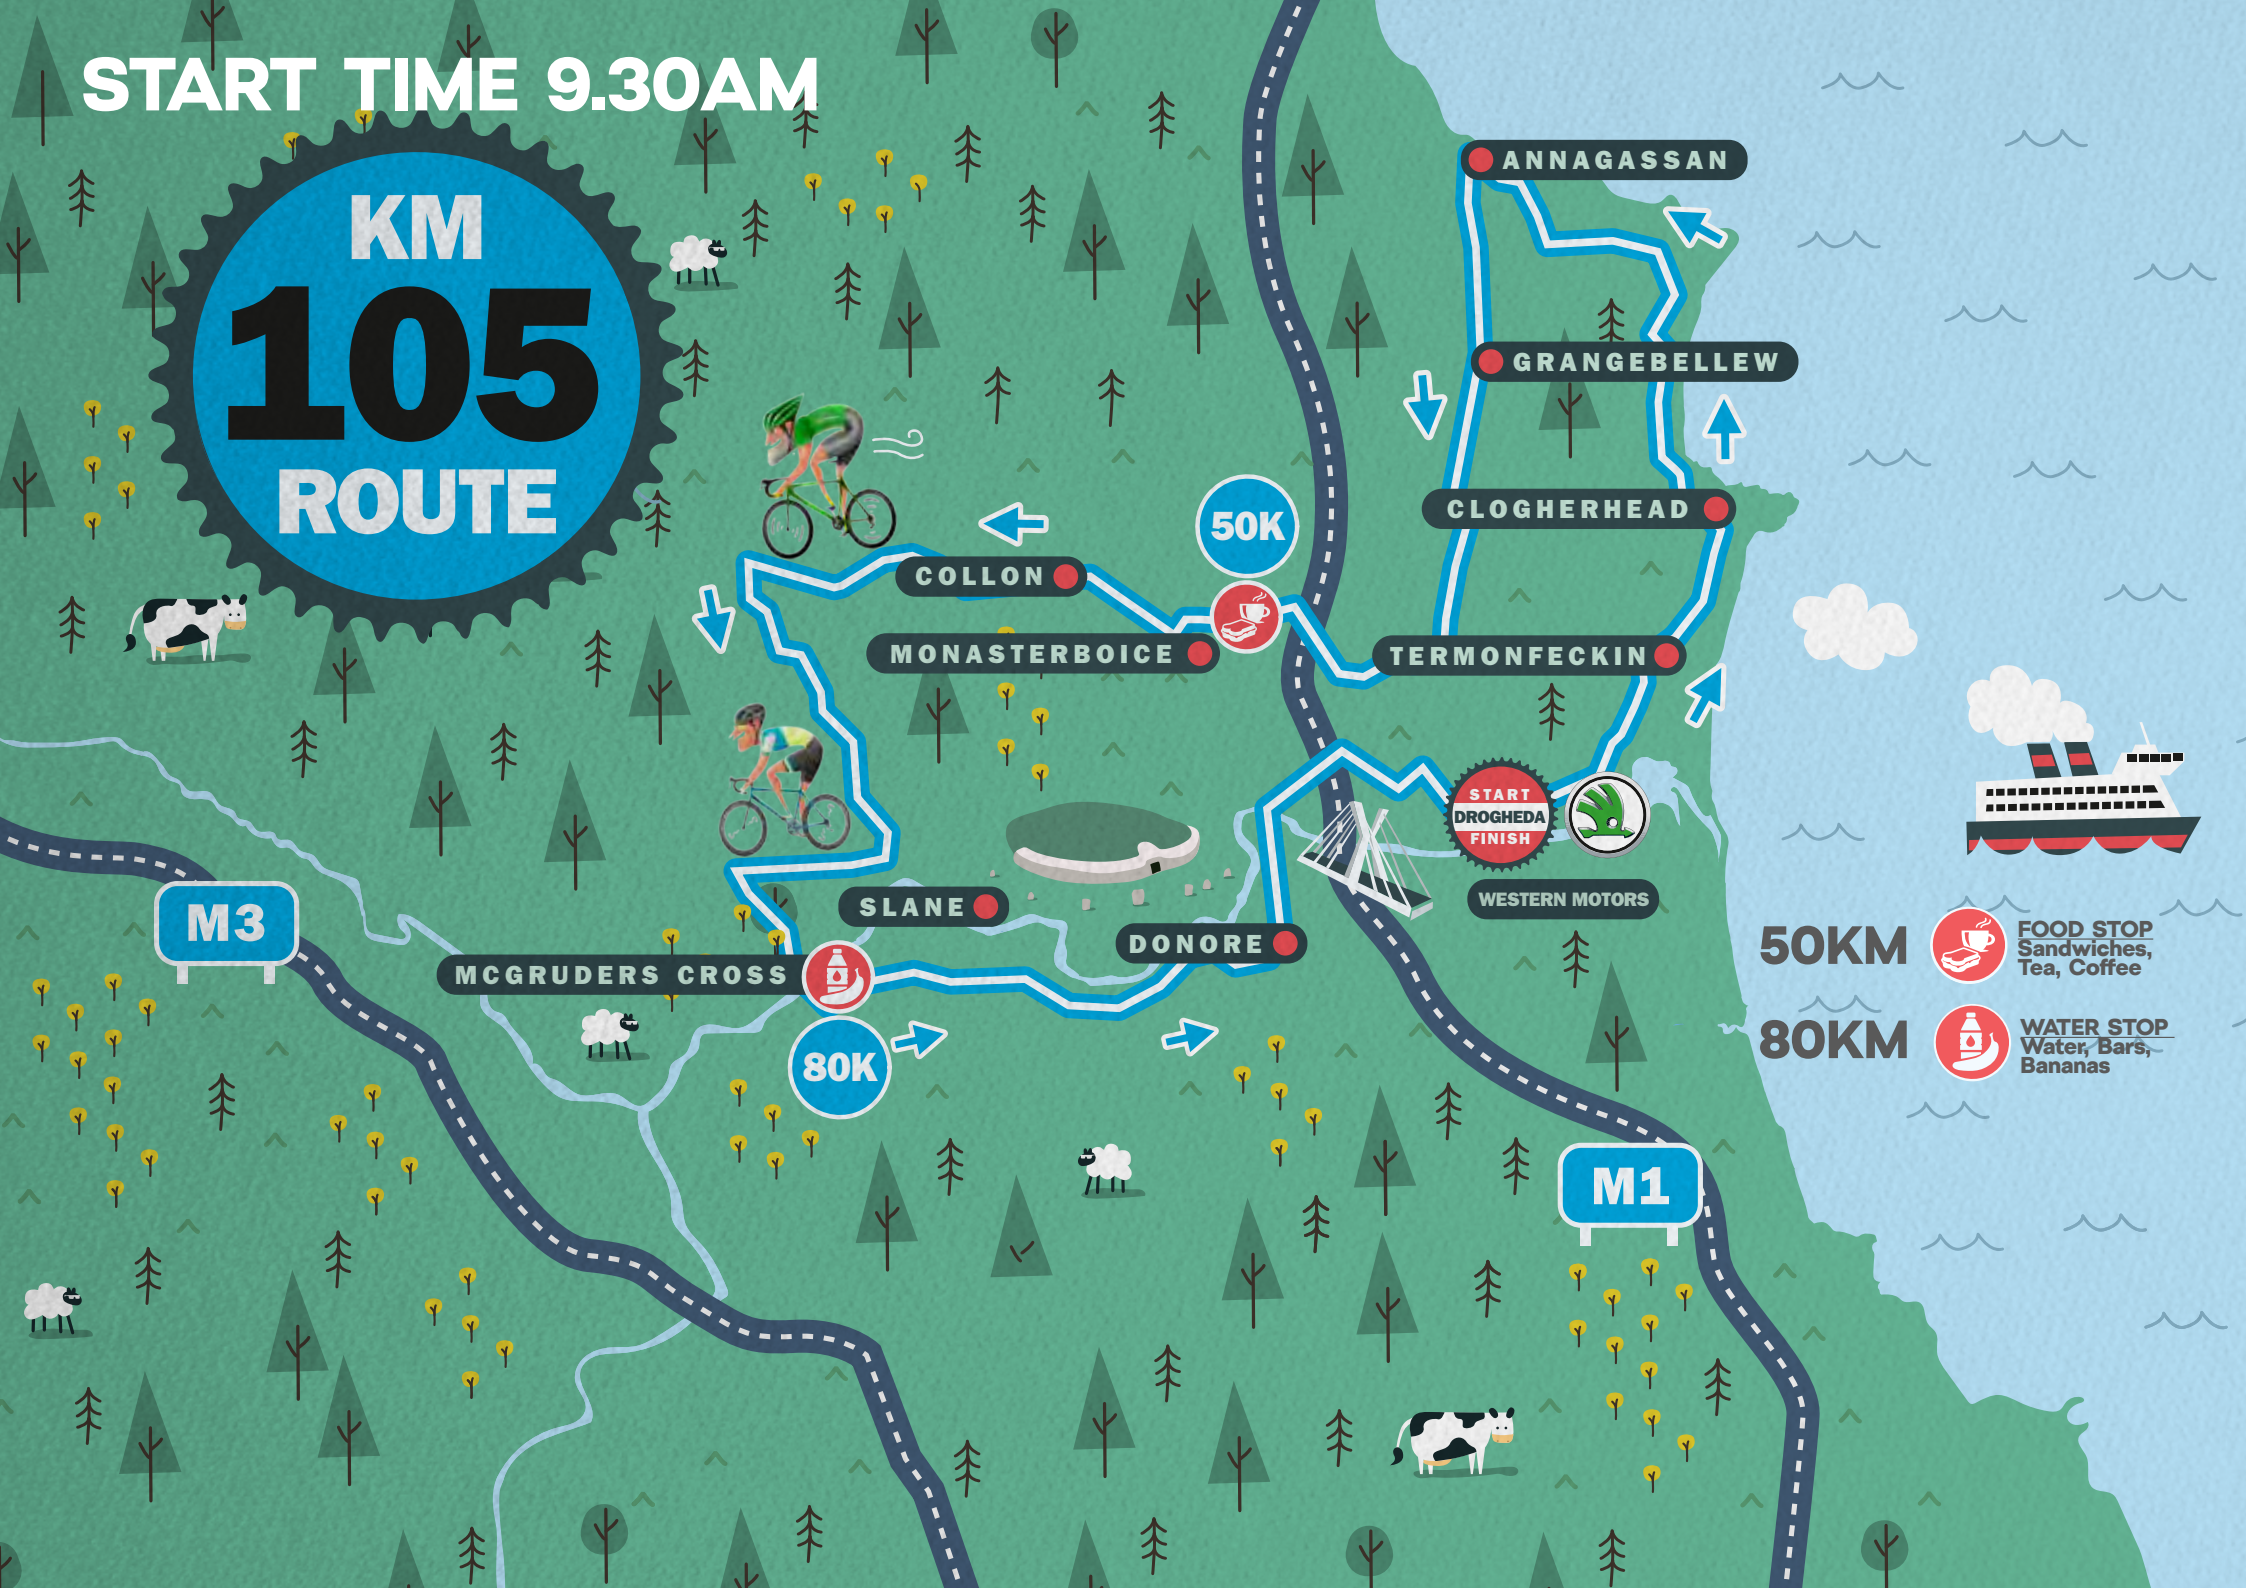 START TIME 9.30AM
KM
105
ROUTE
ANNAGASSAN
GRANGEBELLEW
CLOGHERHEAD
50K
COLLON
MONASTERBOICE
TERMONFECKIN
START
DROGHEDA
FINISH
WESTERN MOTORS
SLANE
DONORE
MCGRUDERS CROSS
80K
M3
M1
50KM
FOOD STOP
Sandwiches,
Tea, Coffee
80KM
WATER STOP
Water, Bars,
Bananas